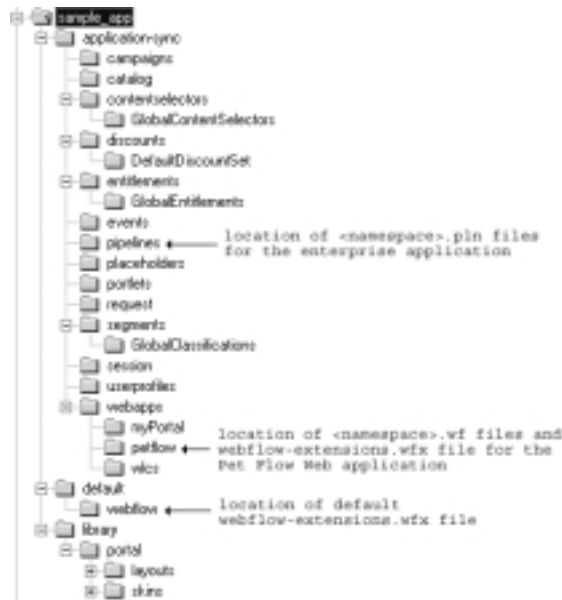 sample_app
application-sync
campaigns
catalog
contentselectors
GlobalContentSelectors
discounts
DefaultDiscountSet
entitlements
GlobalEntitlements
events
pipelines
location of <namespace>.pln files
for the enterprise application
placeholders
portlets
request
segments
GlobalClassifications
session
userprofiles
webapps
myPortal
petflow
wlcs
location of <namespace>.wf files and
webflow-extensions.wfx file for the
Pet Flow Web application
default
webflow
location of default
webflow-extensions.wfx file
library
portal
layouts
skins